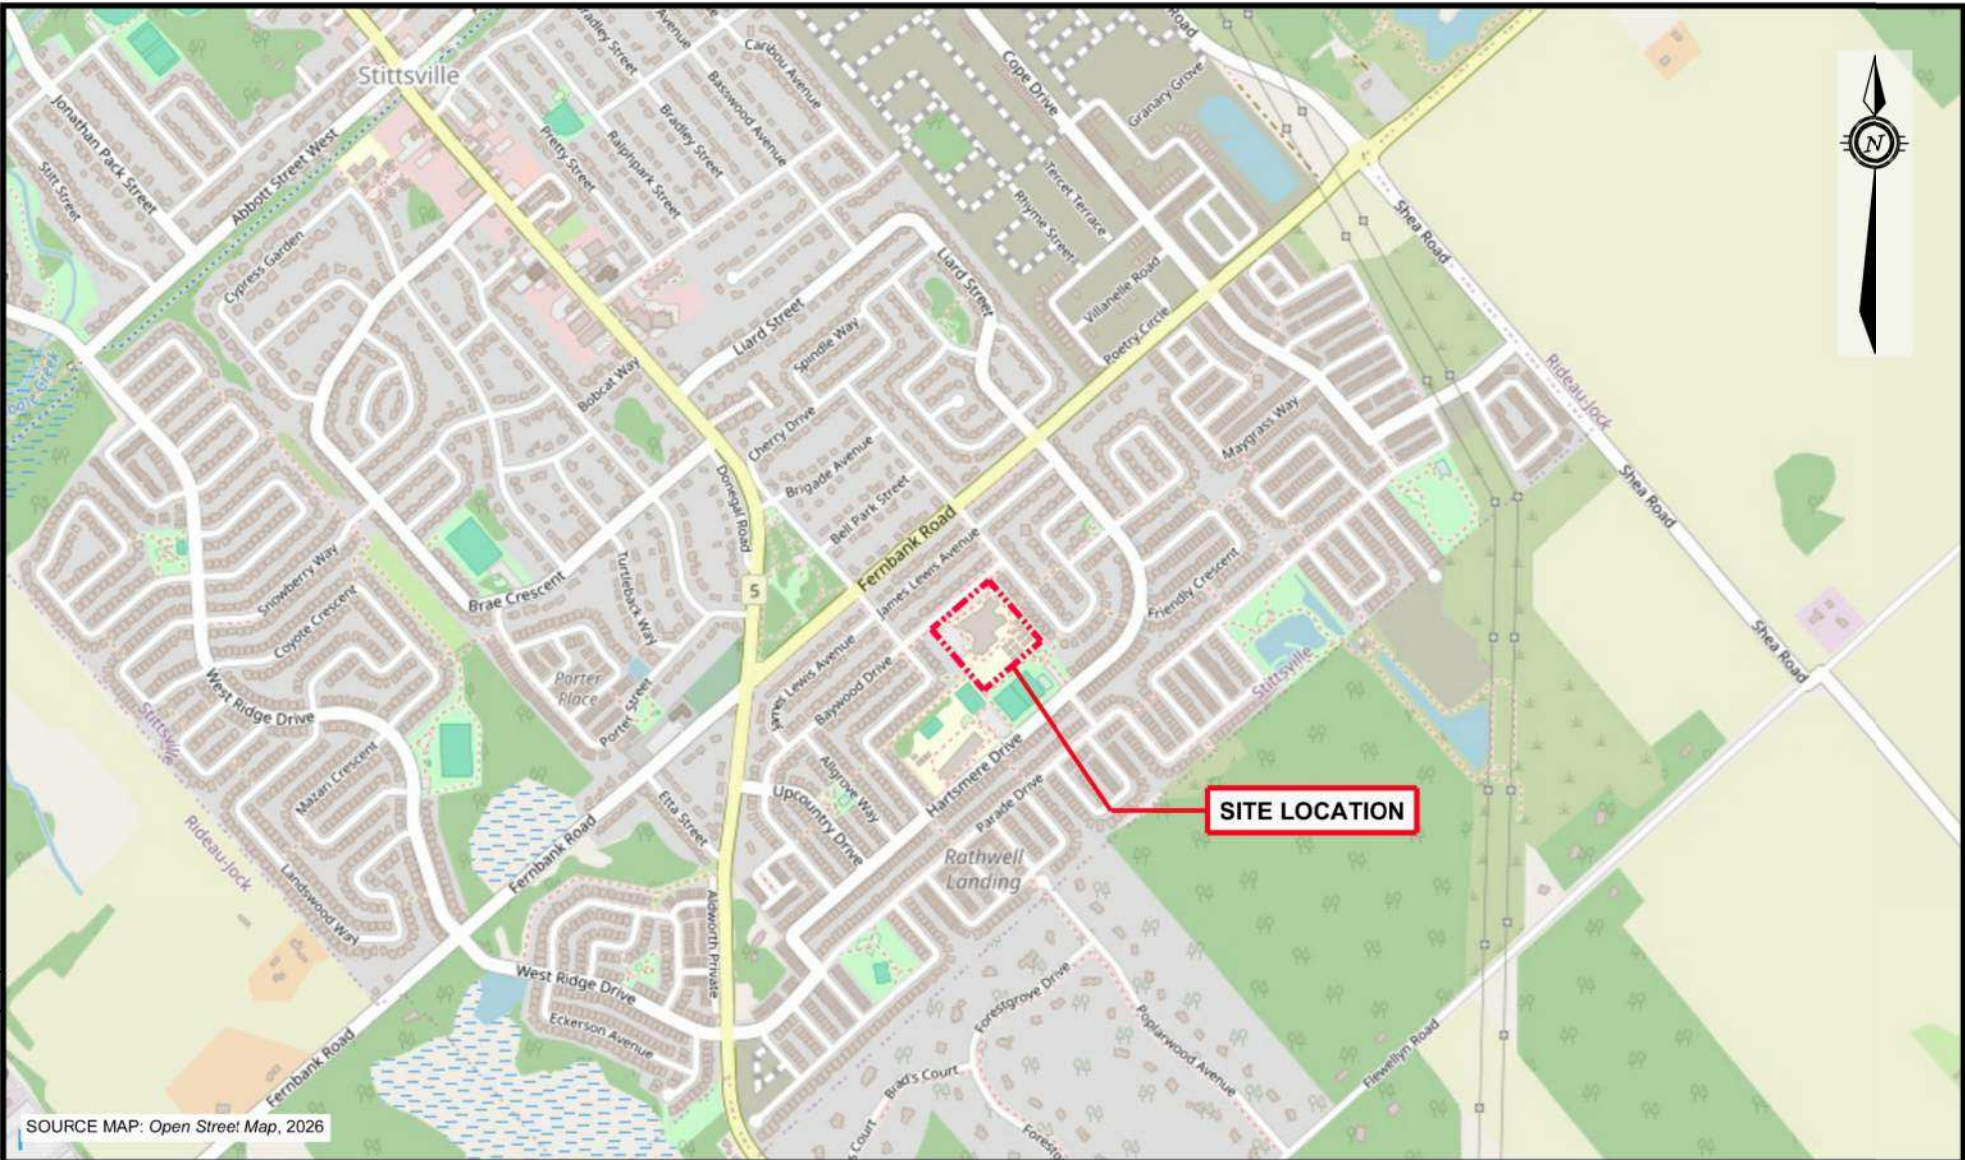 Stittsville
Jonathan Pack Street
Stitt Street
Abbott Street West
Cypress Garden
Pretty Street
Ralphpark Street
Bradley Street
Basswood Avenue
Caribou Avenue
Avenue
Cope Drive
Road
Granary Grove
Tercet Terrace
Rhyme Street
Villanelle Road
Poetry Circle
Shea Road
N
Liard Street
Liard Street
Spindle Way
Bobcat Way
Cherry Drive
Brigade Avenue
Bell Park Street
Donegal Road
Fernbank Road
James Lewis Avenue
Maygrass Way
Rideau-Jock
Shea Road
Snowberry Way
Coyote Crescent
Brae Crescent
Turtleback Way
5
Friendly Crescent
Shea Road
Stittsville
West Ridge Drive
Stittsville
Porter
Place
Porter Street
James Lewis Avenue
Baywood Drive
Mazari Crescent
Allgrove Way
Upcountry Drive
Hartsmere Drive
Parade Drive
SITE LOCATION
Etta Street
Fernbank Road
Rideau-Jock
Landswood Way
Rathwell
Landing
Aldworth Private
West Ridge Drive
Eckerson Avenue
Forestgrove Drive
Poplarwood Avenue
Flewellyn Road
Brad's Court
Court
Fernbank Road
SOURCE MAP: Open Street Map, 2026